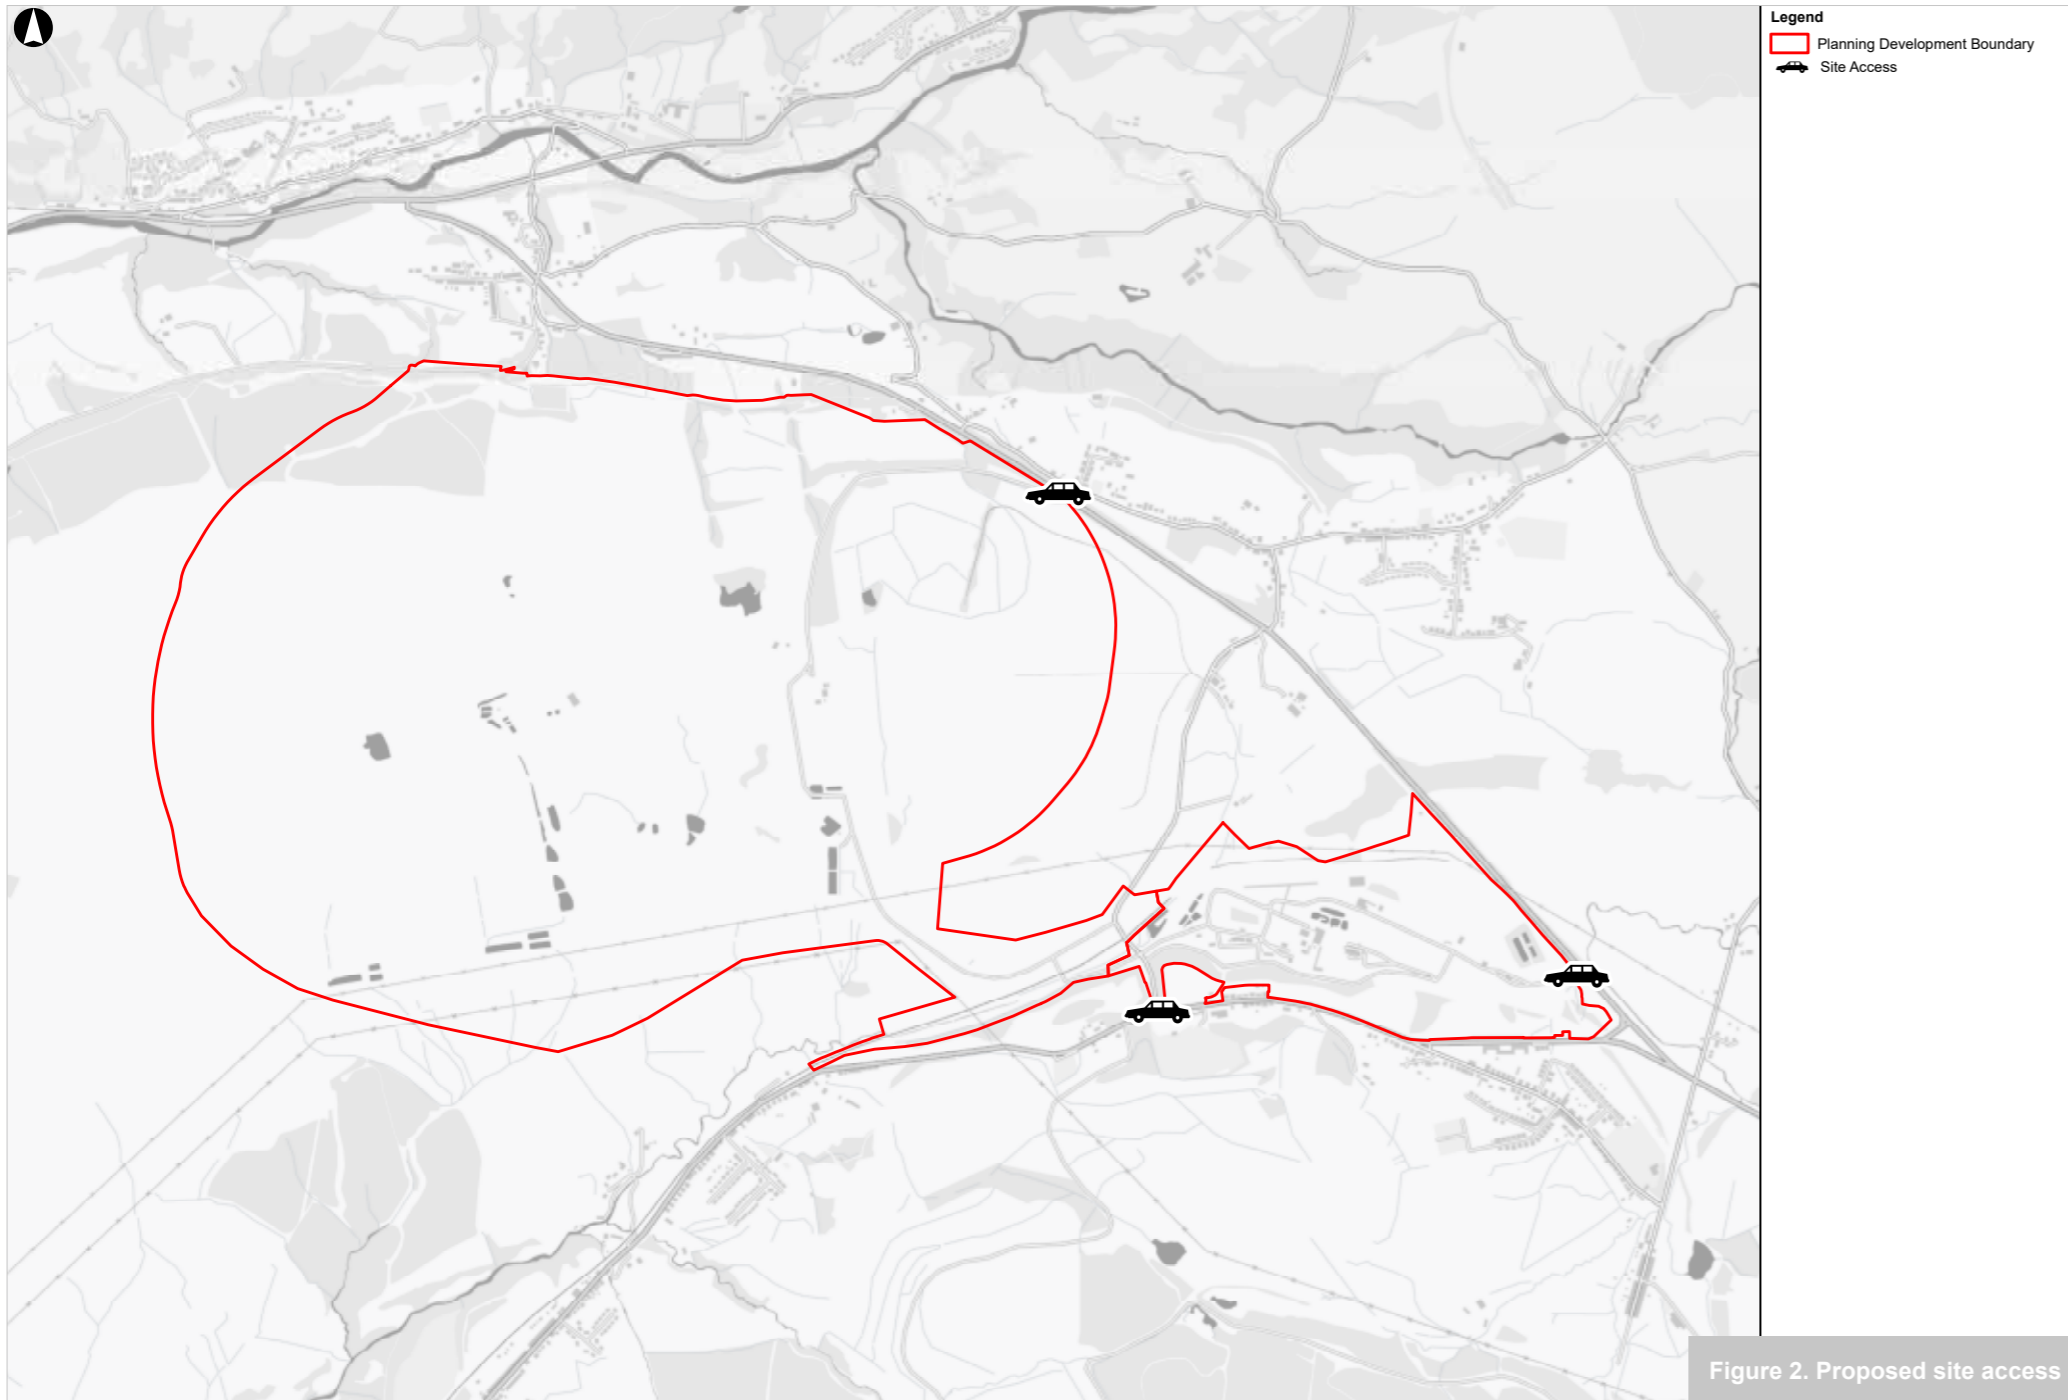 Legend
Planning Development Boundary
Site Access
Figure 2. Proposed site access